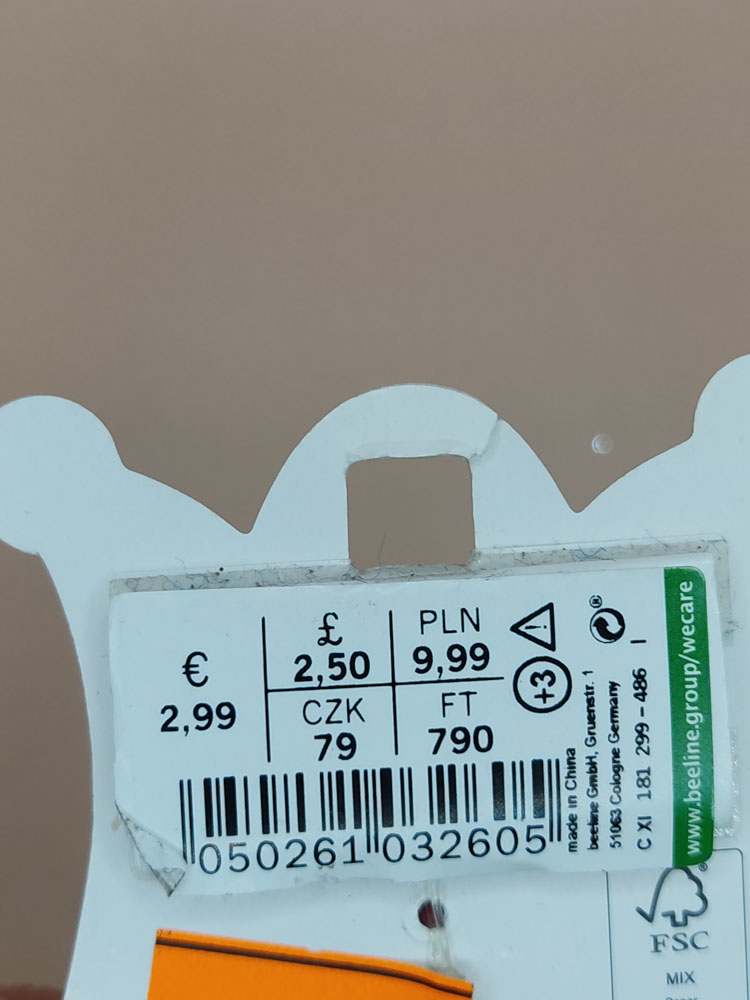 €
2,99
£
2,50
PLN
9,99
CZK
79
FT
790
+3
050261 032605
made in China
beeline GmbH, Gruenstr. 1
51063 Cologne Germany
C XI 181 299-486 I
®
www.beeline.group/wecare
FSC
®
MIX